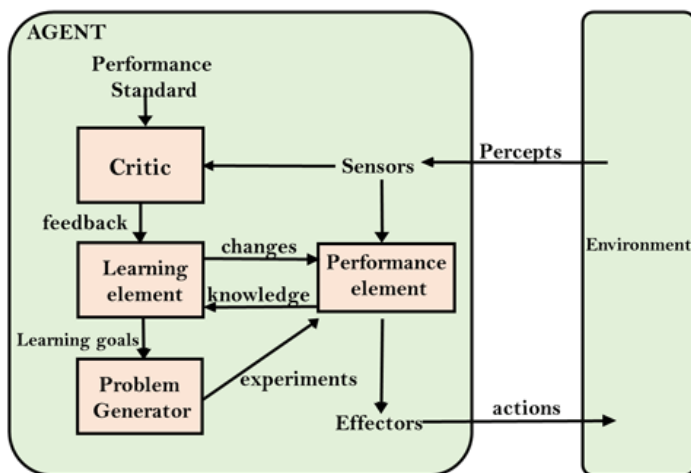 AGENT
Performance
Standard
Critic
Sensors
Percepts
feedback
changes
Environment
Learning
element
Performance
element
knowledge
Learning goals
Problem
Generator
experiments
Effectors
actions